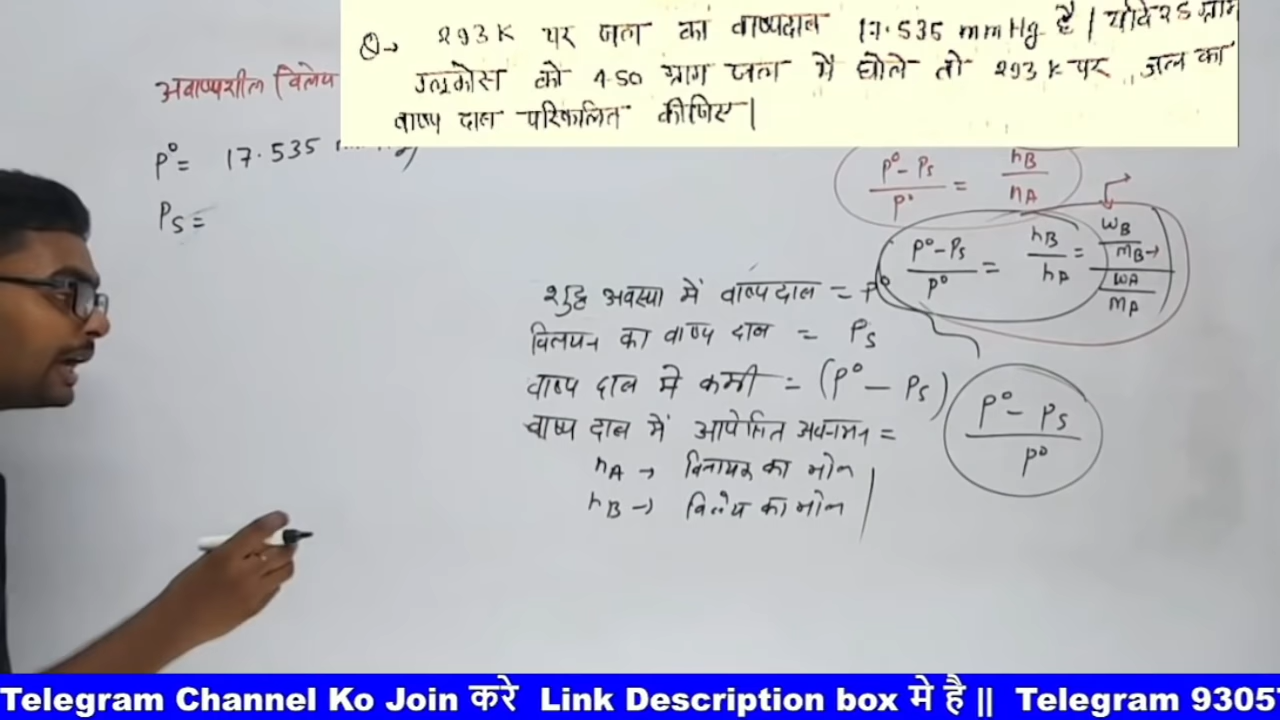 Q→ 293K पर जल का वाष्पदाब 17.535 mmHg है | यदि 25 ग्राम
ग्लूकोस को 450 ग्राम जल में घोले तो 293K पर जल का
वाष्प दाब परिकलित कीजिए |
अवाष्पशील विलेय
P° = 17.535
Ps =
P° - Ps / P° = nB / nA
P° - Ps / P° = nB / nA = WB / MB → / WA / MA
शुद्ध अवस्था में वाष्पदाब = P°
विलयन का वाष्प दाब = Ps
वाष्प दाब में कमी = (P° - Ps)
वाष्प दाब में आपेक्षित अवनमन = P° - Ps / P°
nA → विलायक का मोल
nB → विलेय का मोल
Telegram Channel Ko Join करे Link Description box मे है || Telegram 9305